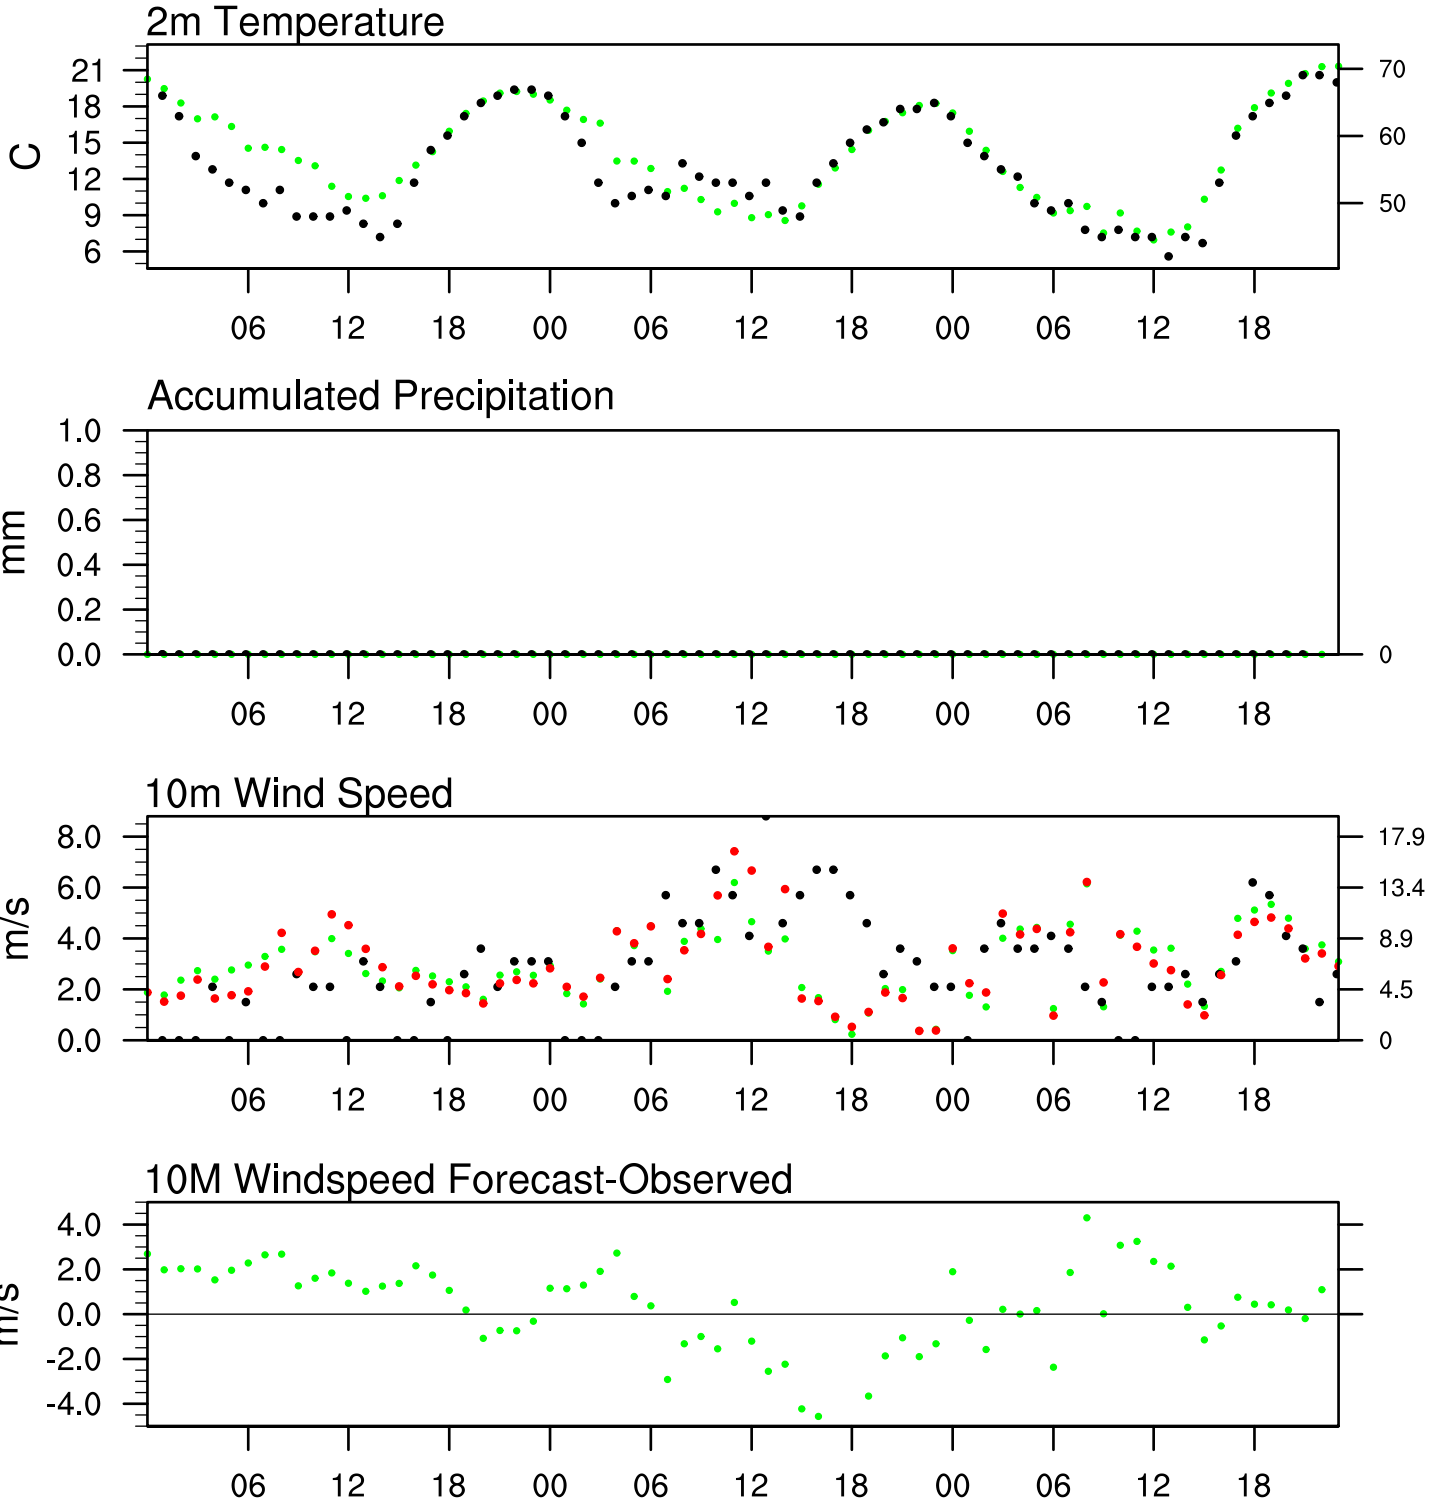 2m Temperature
21 70
18
15 60
C
12
9 50
6
06 12 18 00 06 12 18 00 06 12 18
Accumulated Precipitation
1.0
0.8
0.6
mm
0.4
0.2
0.0 0
06 12 18 00 06 12 18 00 06 12 18
10m Wind Speed
8.0 17.9
6.0 13.4
m/s
4.0 8.9
2.0 4.5
0.0 0
06 12 18 00 06 12 18 00 06 12 18
10M Windspeed Forecast-Observed
4.0
2.0
m/s
0.0
-2.0
-4.0
06 12 18 00 06 12 18 00 06 12 18